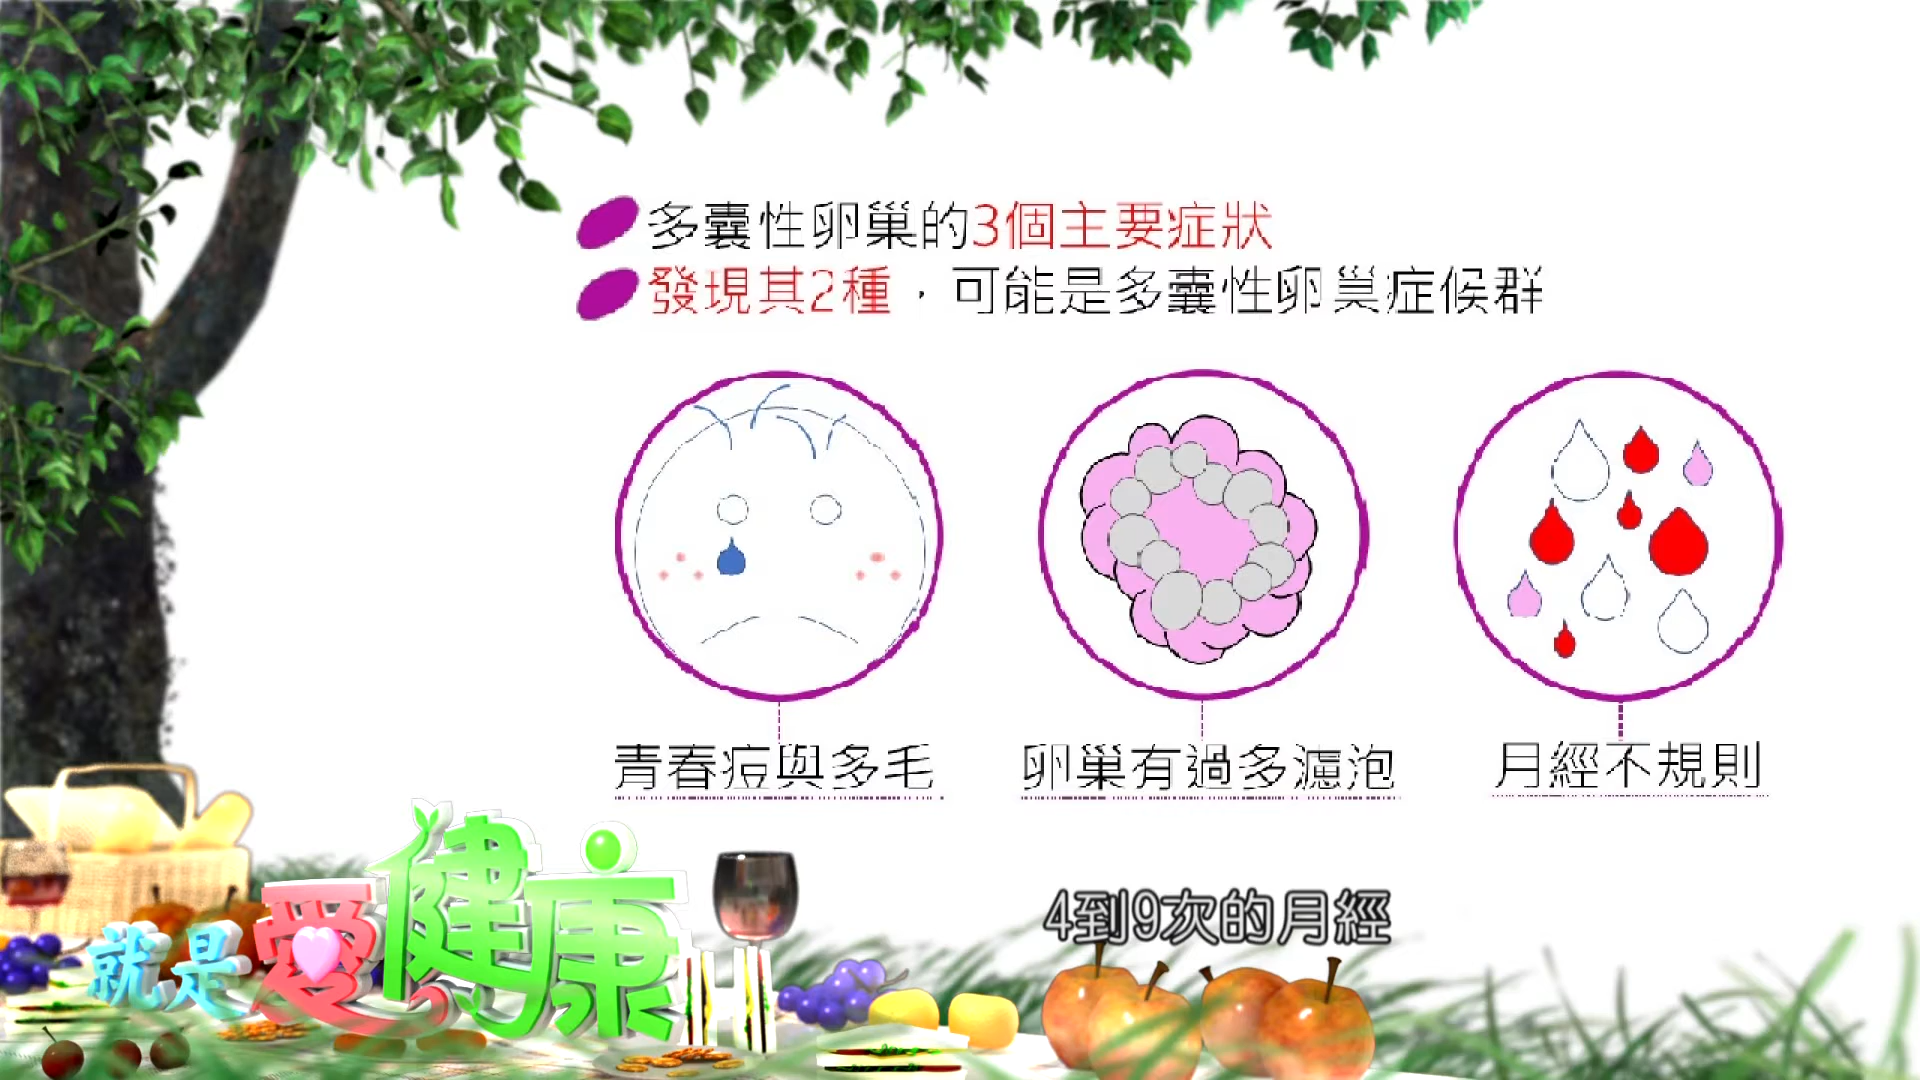 多囊性卵巢的3個主要症狀
發現其2種，可能是多囊性卵巢症候群
青春痘與多毛
卵巢有過多濾泡
月經不規則
就是愛健康
4到9次的月經